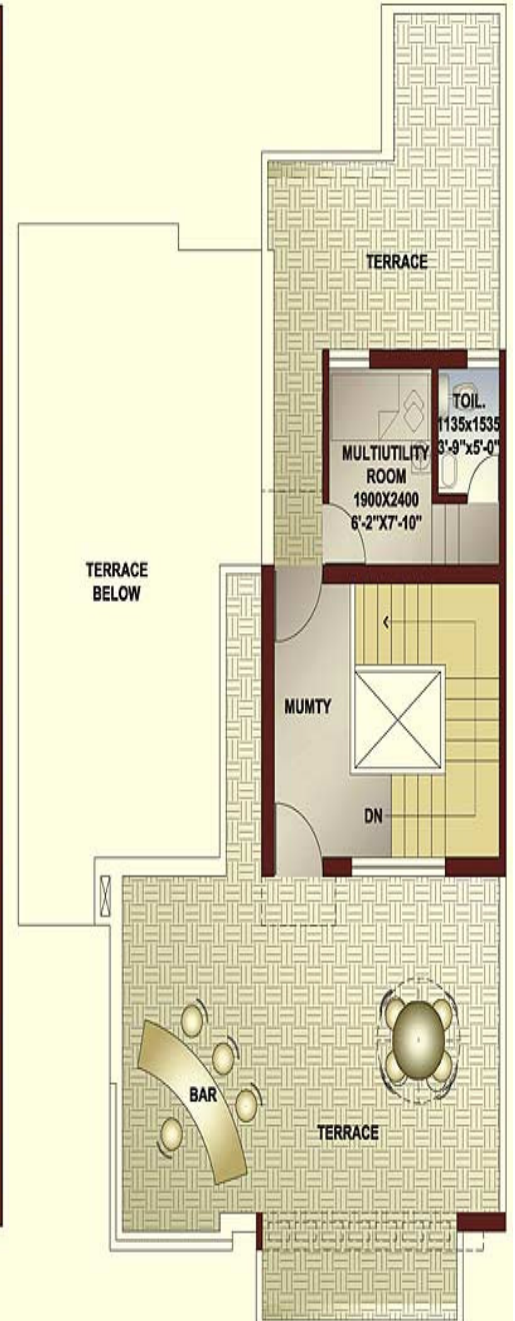 TERRACE
TOIL.
1135x1535
3'-9"x5'-0"
MULTIUTILITY
ROOM
1900X2400
6'-2"X7'-10"
TERRACE
BELOW
MUMTY
DN
BAR
TERRACE